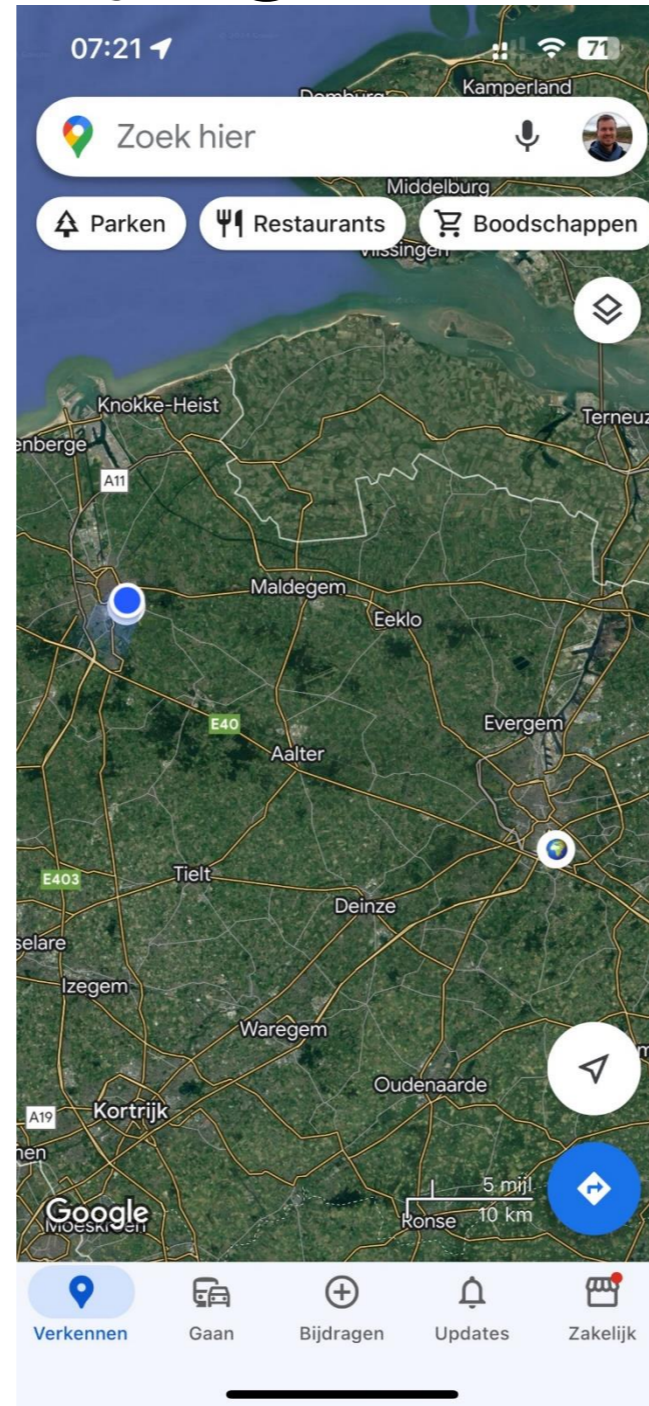 07:21
71
Domburg
Kamperland
Zoek hier
Middelburg
Parken
Restaurants
Boodschappen
Vlissingen
Knokke-Heist
Terneuz
enberge
A11
Maldegem
Eeklo
E40
Evergem
Aalter
E403
Tielt
Deinze
selare
Izegem
Waregem
Oudenaarde
A19
Kortrijk
nen
5 mijl
Google
Moeskroen
Ronse
10 km
Verkennen
Gaan
Bijdragen
Updates
Zakelijk